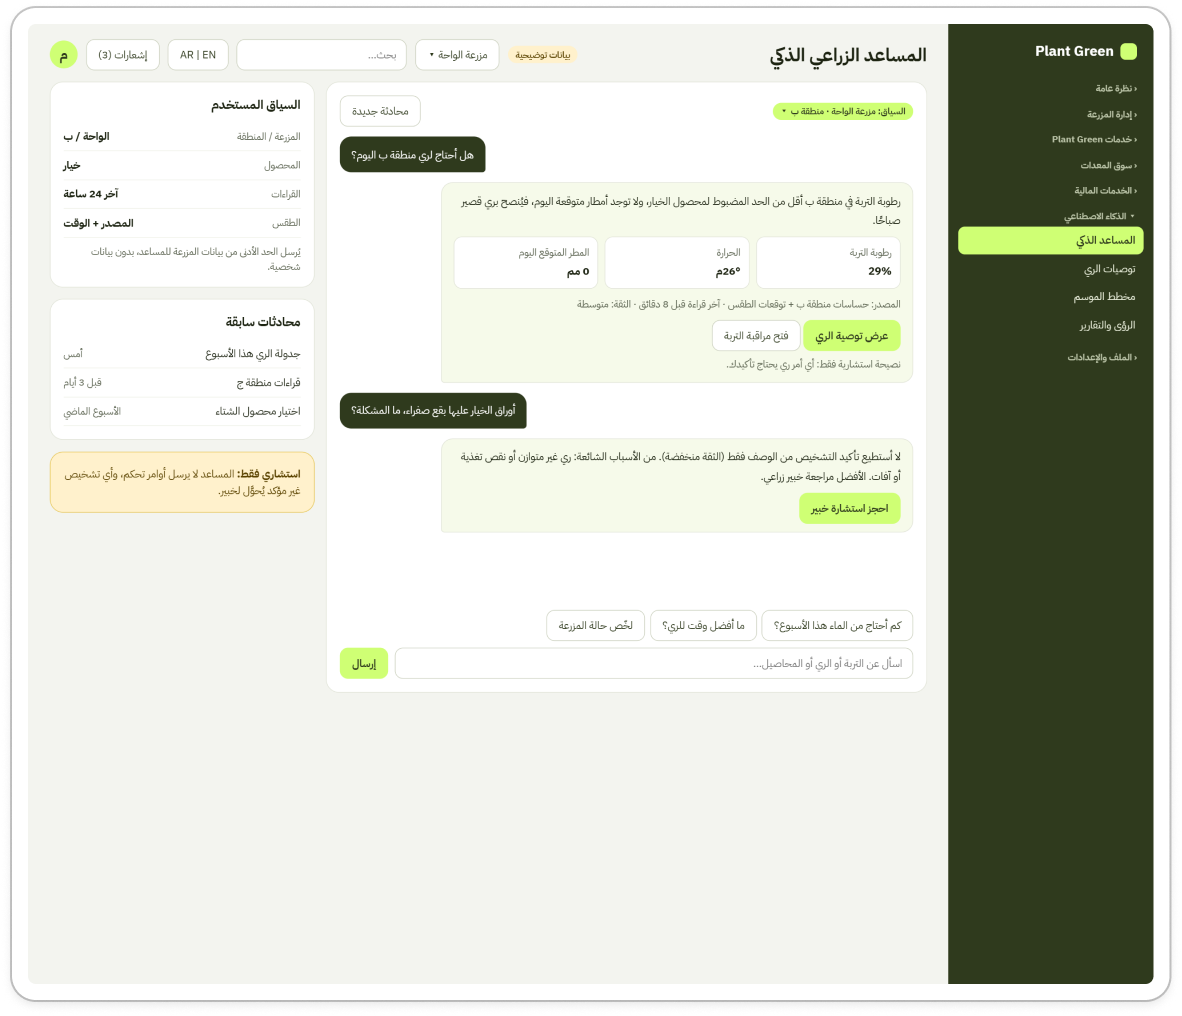 Plant Green
‹ نظرة عامة
‹ إدارة المزرعة
‹ خدمات Plant Green
‹ سوق المعدات
‹ الخدمات المالية
▾ الذكاء الاصطناعي
المساعد الذكي
توصيات الري
مخطط الموسم
الرؤى والتقارير
‹ الملف والإعدادات
المساعد الزراعي الذكي
بيانات توضيحية
مزرعة الواحة ▾
بحث...
AR | EN
إشعارات (3)
م
السياق: مزرعة الواحة · منطقة ب ▾
محادثة جديدة
هل أحتاج لري منطقة ب اليوم؟
رطوبة التربة في منطقة ب أقل من الحد المضبوط لمحصول الخيار، ولا توجد أمطار متوقعة اليوم، فيُنصح بري قصير
صباحًا.
رطوبة التربة
29%
الحرارة
26°م
المطر المتوقع اليوم
0 مم
المصدر: حساسات منطقة ب + توقعات الطقس · آخر قراءة قبل 8 دقائق · الثقة: متوسطة
عرض توصية الري
فتح مراقبة التربة
نصيحة استشارية فقط: أي أمر ري يحتاج تأكيدك.
أوراق الخيار عليها بقع صفراء، ما المشكلة؟
لا أستطيع تأكيد التشخيص من الوصف فقط (الثقة منخفضة). من الأسباب الشائعة: ري غير متوازن أو نقص تغذية
أو آفات. الأفضل مراجعة خبير زراعي.
احجز استشارة خبير
كم أحتاج من الماء هذا الأسبوع؟
ما أفضل وقت للري؟
لخّص حالة المزرعة
اسأل عن التربة أو الري أو المحاصيل...
إرسال
السياق المستخدم
المزرعة / المنطقة
الواحة / ب
المحصول
خيار
القراءات
آخر 24 ساعة
الطقس
المصدر + الوقت
يُرسل الحد الأدنى من بيانات المزرعة للمساعد، بدون بيانات
شخصية.
محادثات سابقة
جدولة الري هذا الأسبوع
أمس
قراءات منطقة ج
قبل 3 أيام
اختيار محصول الشتاء
الأسبوع الماضي
استشاري فقط: المساعد لا يرسل أوامر تحكم، وأي تشخيص
غير مؤكد يُحوَّل لخبير.